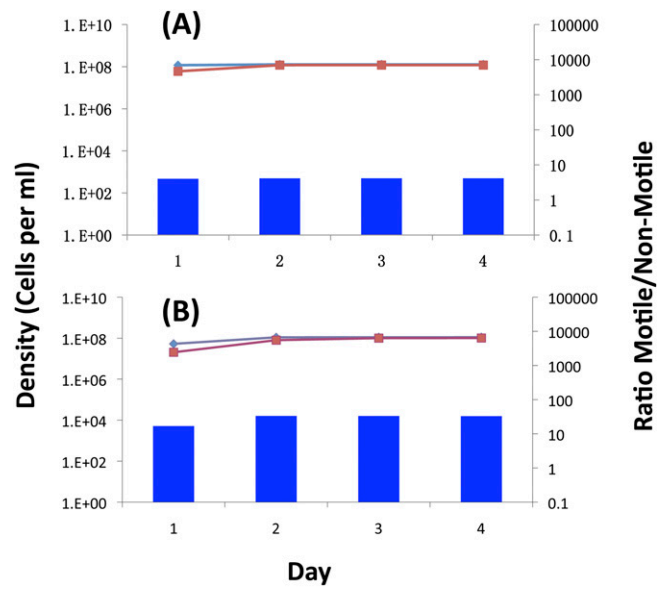 (A)
1. E+10
1. E+08
1. E+06
1. E+04
1. E+02
1. E+00
100000
10000
1000
100
10
1
0.1
1 2 3 4
Density (Cells per ml)
Ratio Motile/Non-Motile
(B)
1.E+10
1.E+08
1.E+06
1.E+04
1.E+02
1.E+00
100000
10000
1000
100
10
1
0.1
1 2 3 4
Day